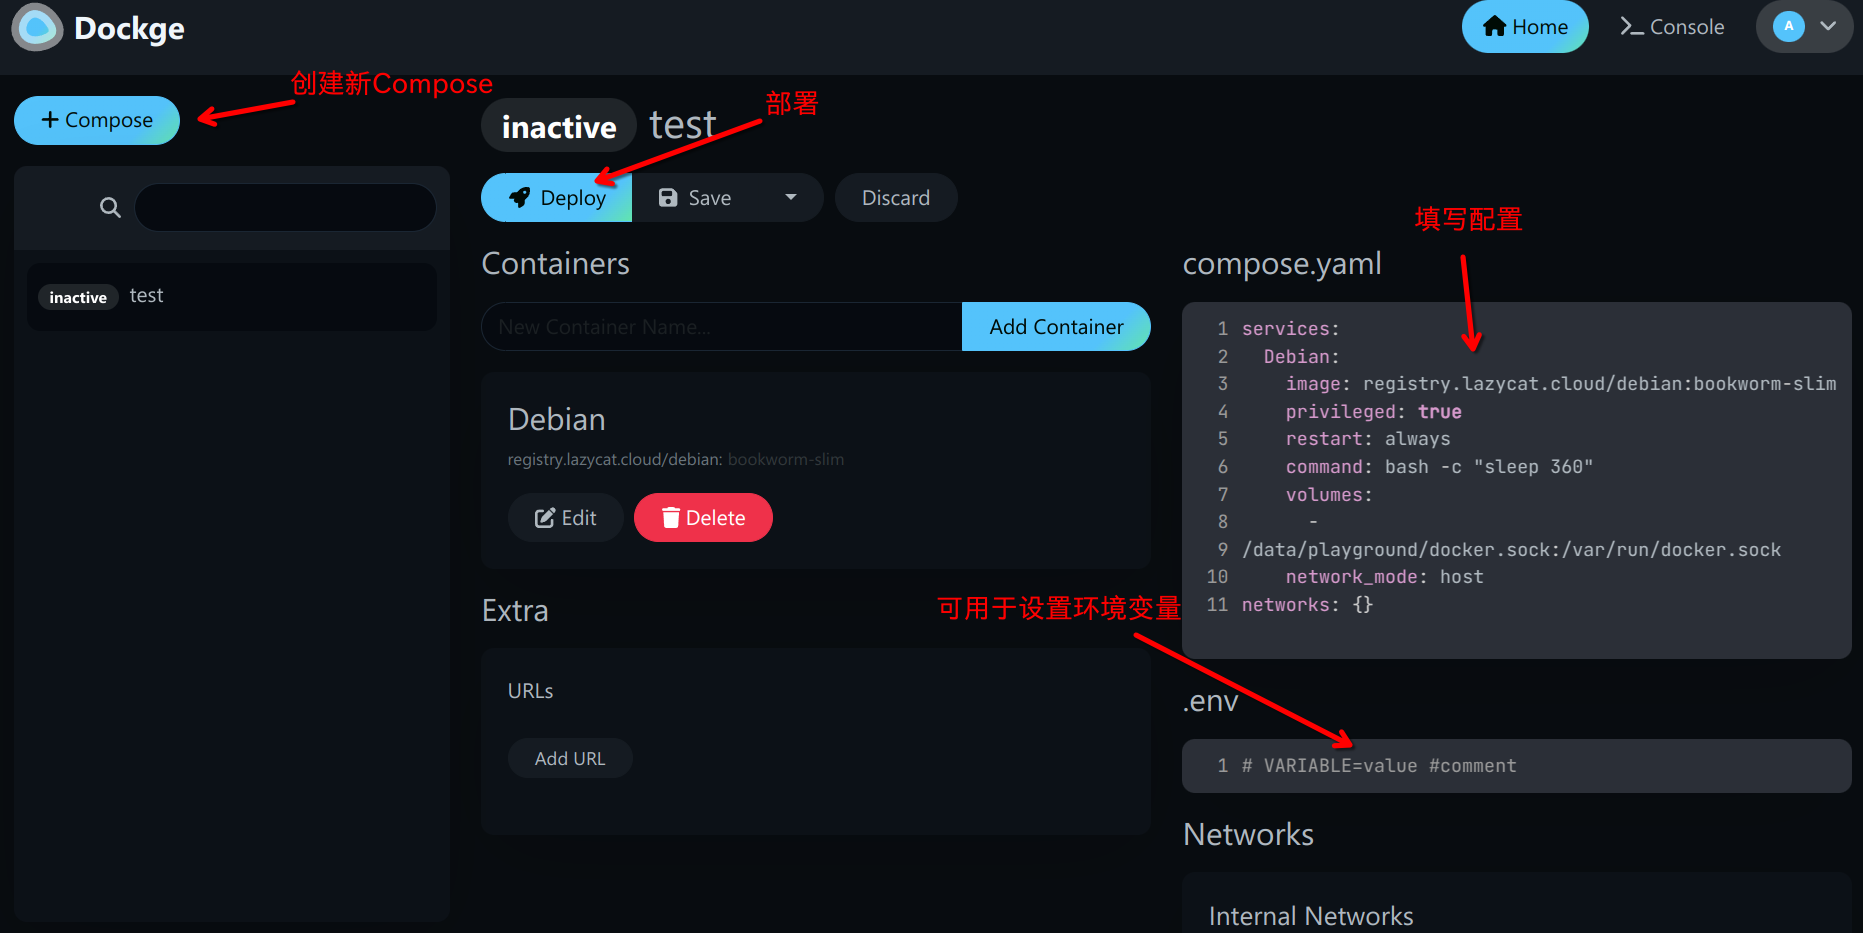 Dockge
Home
Console
A
创建新Compose
Compose
部署
inactive test
Deploy
Save
Discard
inactive test
填写配置
Containers
New Container Name...
Add Container
Debian
registry.lazycat.cloud/debian: bookworm-slim
Edit
Delete
Extra
URLs
Add URL
compose.yaml
1 services:
2 Debian:
3 image: registry.lazycat.cloud/debian:bookworm-slim
4 privileged: true
5 restart: always
6 command: bash -c "sleep 360"
7 volumes:
8 -
9 /data/playground/docker.sock:/var/run/docker.sock
10 network_mode: host
11 networks: {}
可用于设置环境变量
.env
1 # VARIABLE=value #comment
Networks
Internal Networks